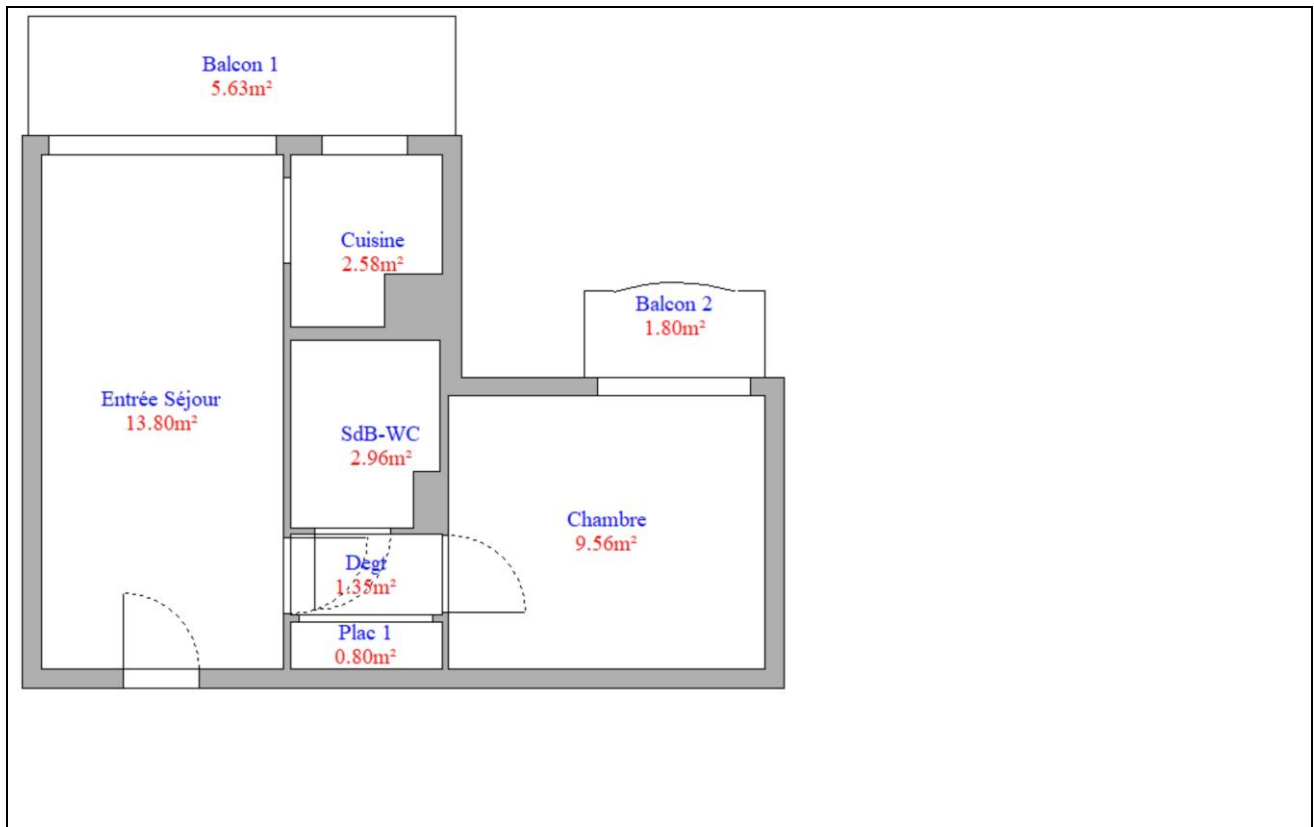 Balcon 1
5.63m²
Cuisine
2.58m²
Balcon 2
1.80m²
Entrée Séjour
13.80m²
SdB-WC
2.96m²
Chambre
9.56m²
Degt
1.35m²
Plac 1
0.80m²